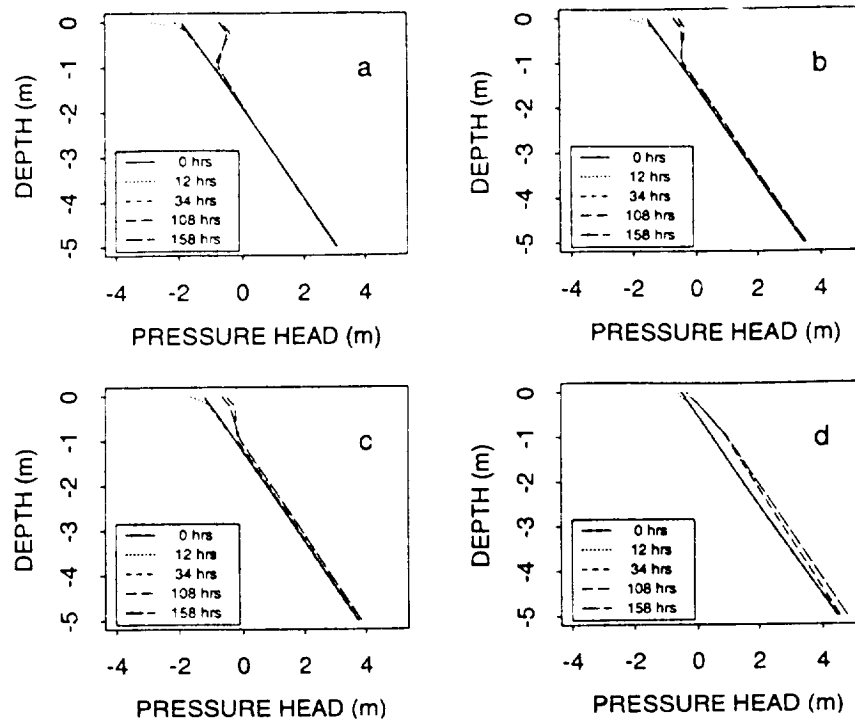 a
DEPTH (m)
0
-1
-2
-3
-4
-5
0 hrs
12 hrs
34 hrs
108 hrs
158 hrs
-4
-2
0
2
4
PRESSURE HEAD (m)
b
DEPTH (m)
0
-1
-2
-3
-4
-5
0 hrs
12 hrs
34 hrs
108 hrs
158 hrs
-4
-2
0
2
4
PRESSURE HEAD (m)
c
DEPTH (m)
0
-1
-2
-3
-4
-5
0 hrs
12 hrs
34 hrs
108 hrs
158 hrs
-4
-2
0
2
4
PRESSURE HEAD (m)
d
DEPTH (m)
0
-1
-2
-3
-4
-5
0 hrs
12 hrs
34 hrs
108 hrs
158 hrs
-4
-2
0
2
4
PRESSURE HEAD (m)